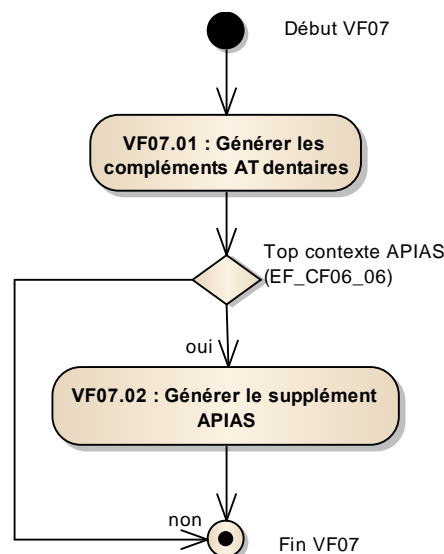 Début VF07
VF07.01 : Générer les
compléments AT dentaires
Top contexte APIAS
(EF_CF06_06)
oui
VF07.02 : Générer le supplément
APIAS
non
Fin VF07